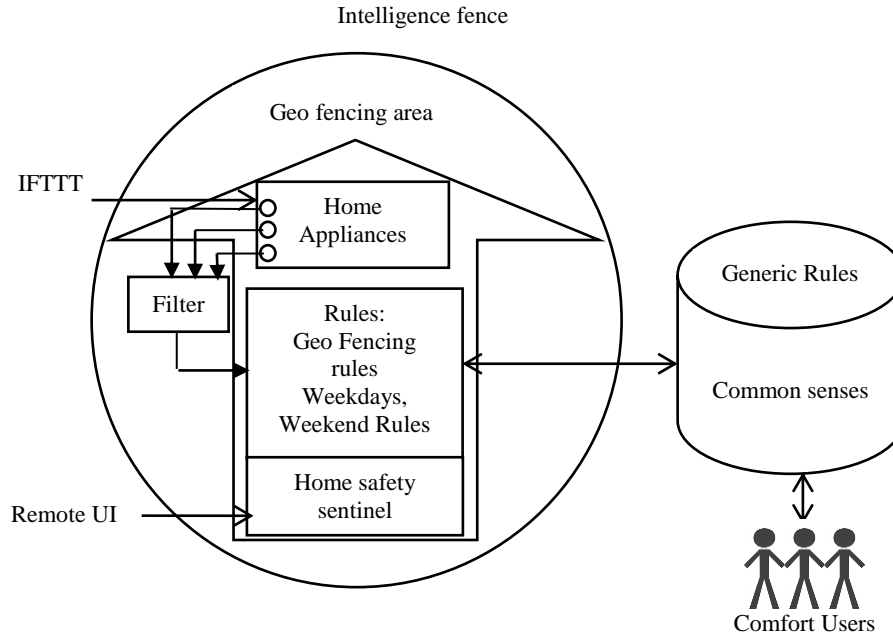 Intelligence fence
Geo fencing area
IFTTT
Home
Appliances
Filter
Rules:
Geo Fencing
rules
Weekdays,
Weekend Rules
Home safety
sentinel
Remote UI
Generic Rules
Common senses
Comfort Users